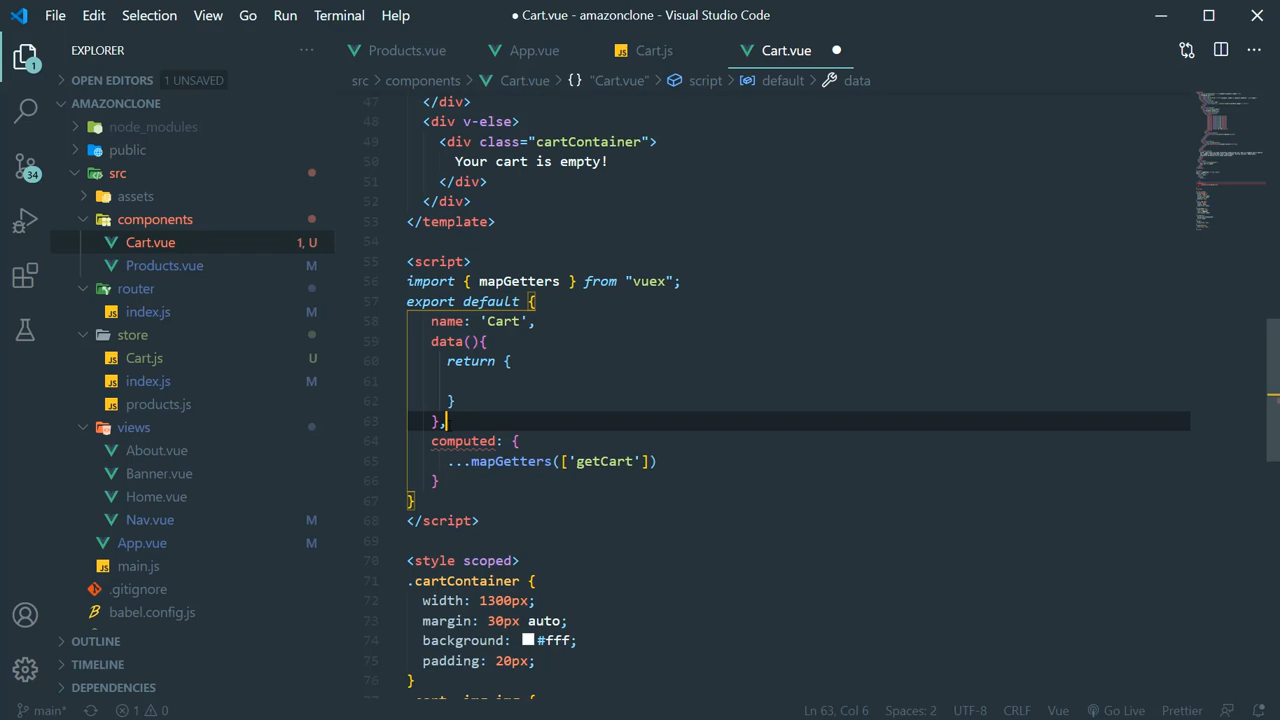 File Edit Selection View Go Run Terminal Help
● Cart.vue - amazonclone - Visual Studio Code
1
EXPLORER
Products.vue App.vue JS Cart.js Cart.vue
OPEN EDITORS 1 UNSAVED
src > components > Cart.vue > {} "Cart.vue" > script > default > data
AMAZONCLONE
node_modules
public
src
assets
components
Cart.vue 1, U
Products.vue M
router
JS index.js M
store
JS Cart.js U
JS index.js M
JS products.js
views
About.vue
Banner.vue
Home.vue
Nav.vue M
App.vue M
JS main.js
.gitignore
babel.config.js
OUTLINE
TIMELINE
DEPENDENCIES
34
47 </div>
48 <div v-else>
49 <div class="cartContainer">
50 Your cart is empty!
51 </div>
52 </div>
53 </template>
54
55 <script>
56 import { mapGetters } from "vuex";
57 export default {
58 name: 'Cart',
59 data(){
60 return {
61
62 }
63 },
64 computed: {
65 ...mapGetters(['getCart'])
66 }
67 }
68 </script>
69
70 <style scoped>
71 .cartContainer {
72 width: 1300px;
73 margin: 30px auto;
74 background: #fff;
75 padding: 20px;
76 }
main* 1 0 Ln 63, Col 6 Spaces: 2 UTF-8 CRLF Vue Go Live Prettier